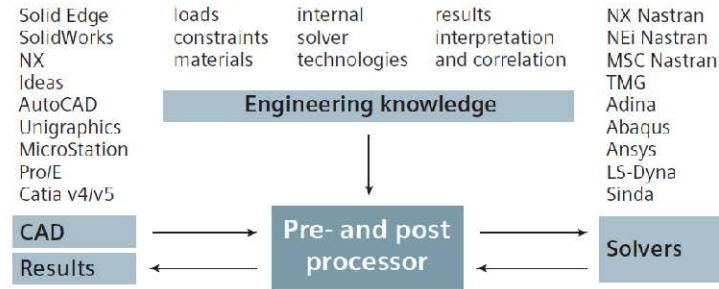 Solid Edge
SolidWorks
NX
Ideas
AutoCAD
Unigraphics
MicroStation
Pro/E
Catia v4/v5
CAD
Results
loads internal results
constraints solver interpretation
materials technologies and correlation
Engineering knowledge
Pre- and post
processor
NX Nastran
NEi Nastran
MSC Nastran
TMG
Adina
Abaqus
Ansys
LS-Dyna
Sinda
Solvers